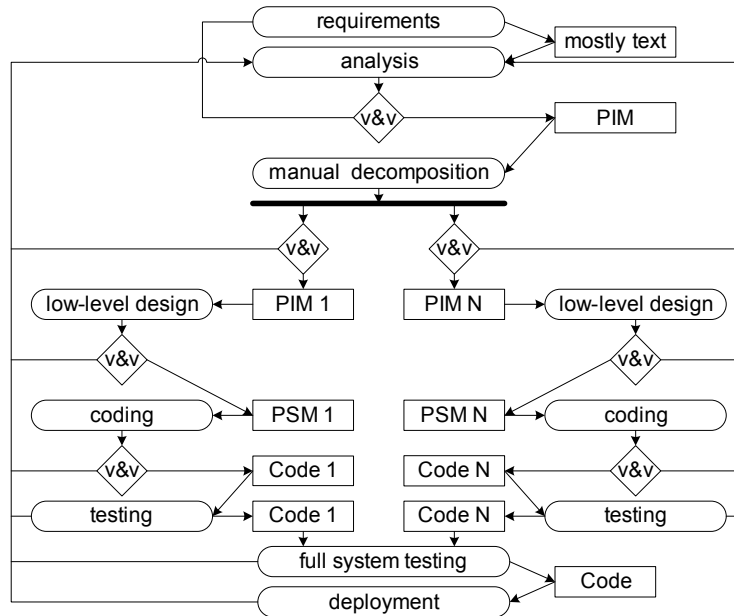 requirements
mostly text
analysis
v&v
PIM
manual decomposition
v&v
v&v
low-level design
PIM 1
PIM N
low-level design
v&v
v&v
coding
PSM 1
PSM N
coding
v&v
Code 1
Code N
v&v
testing
Code 1
Code N
testing
full system testing
Code
deployment